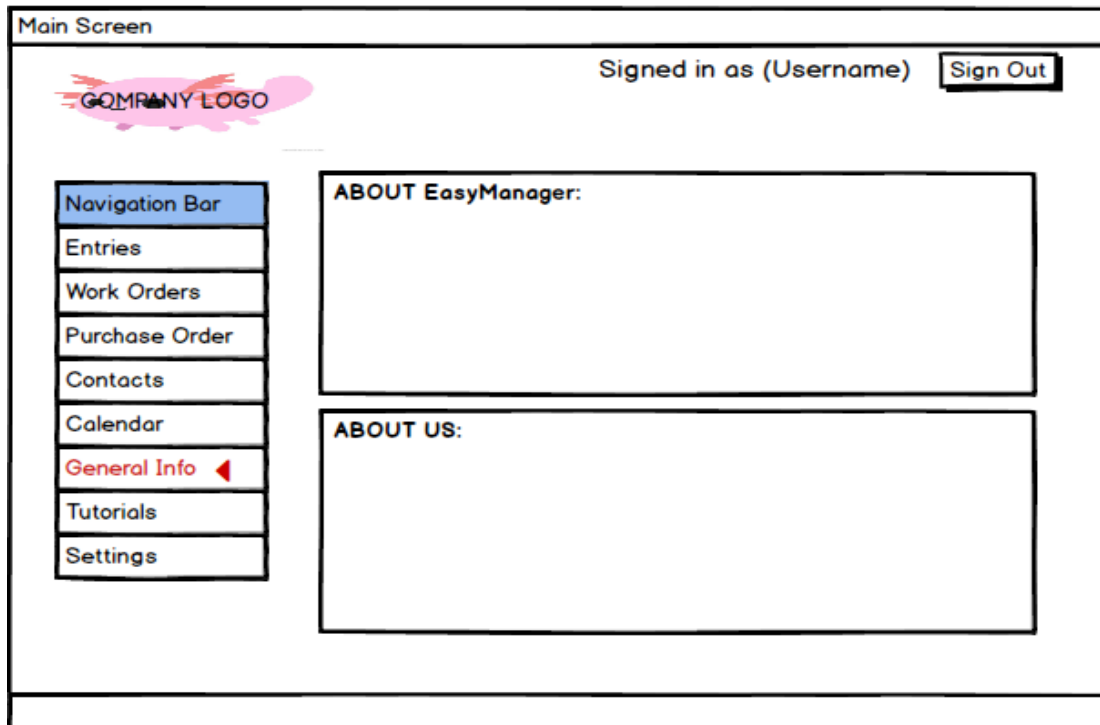 Main Screen
Signed in as (Username)
Sign Out
COMPANY LOGO
Navigation Bar
Entries
Work Orders
Purchase Order
Contacts
Calendar
General Info
Tutorials
Settings
ABOUT EasyManager:
ABOUT US: